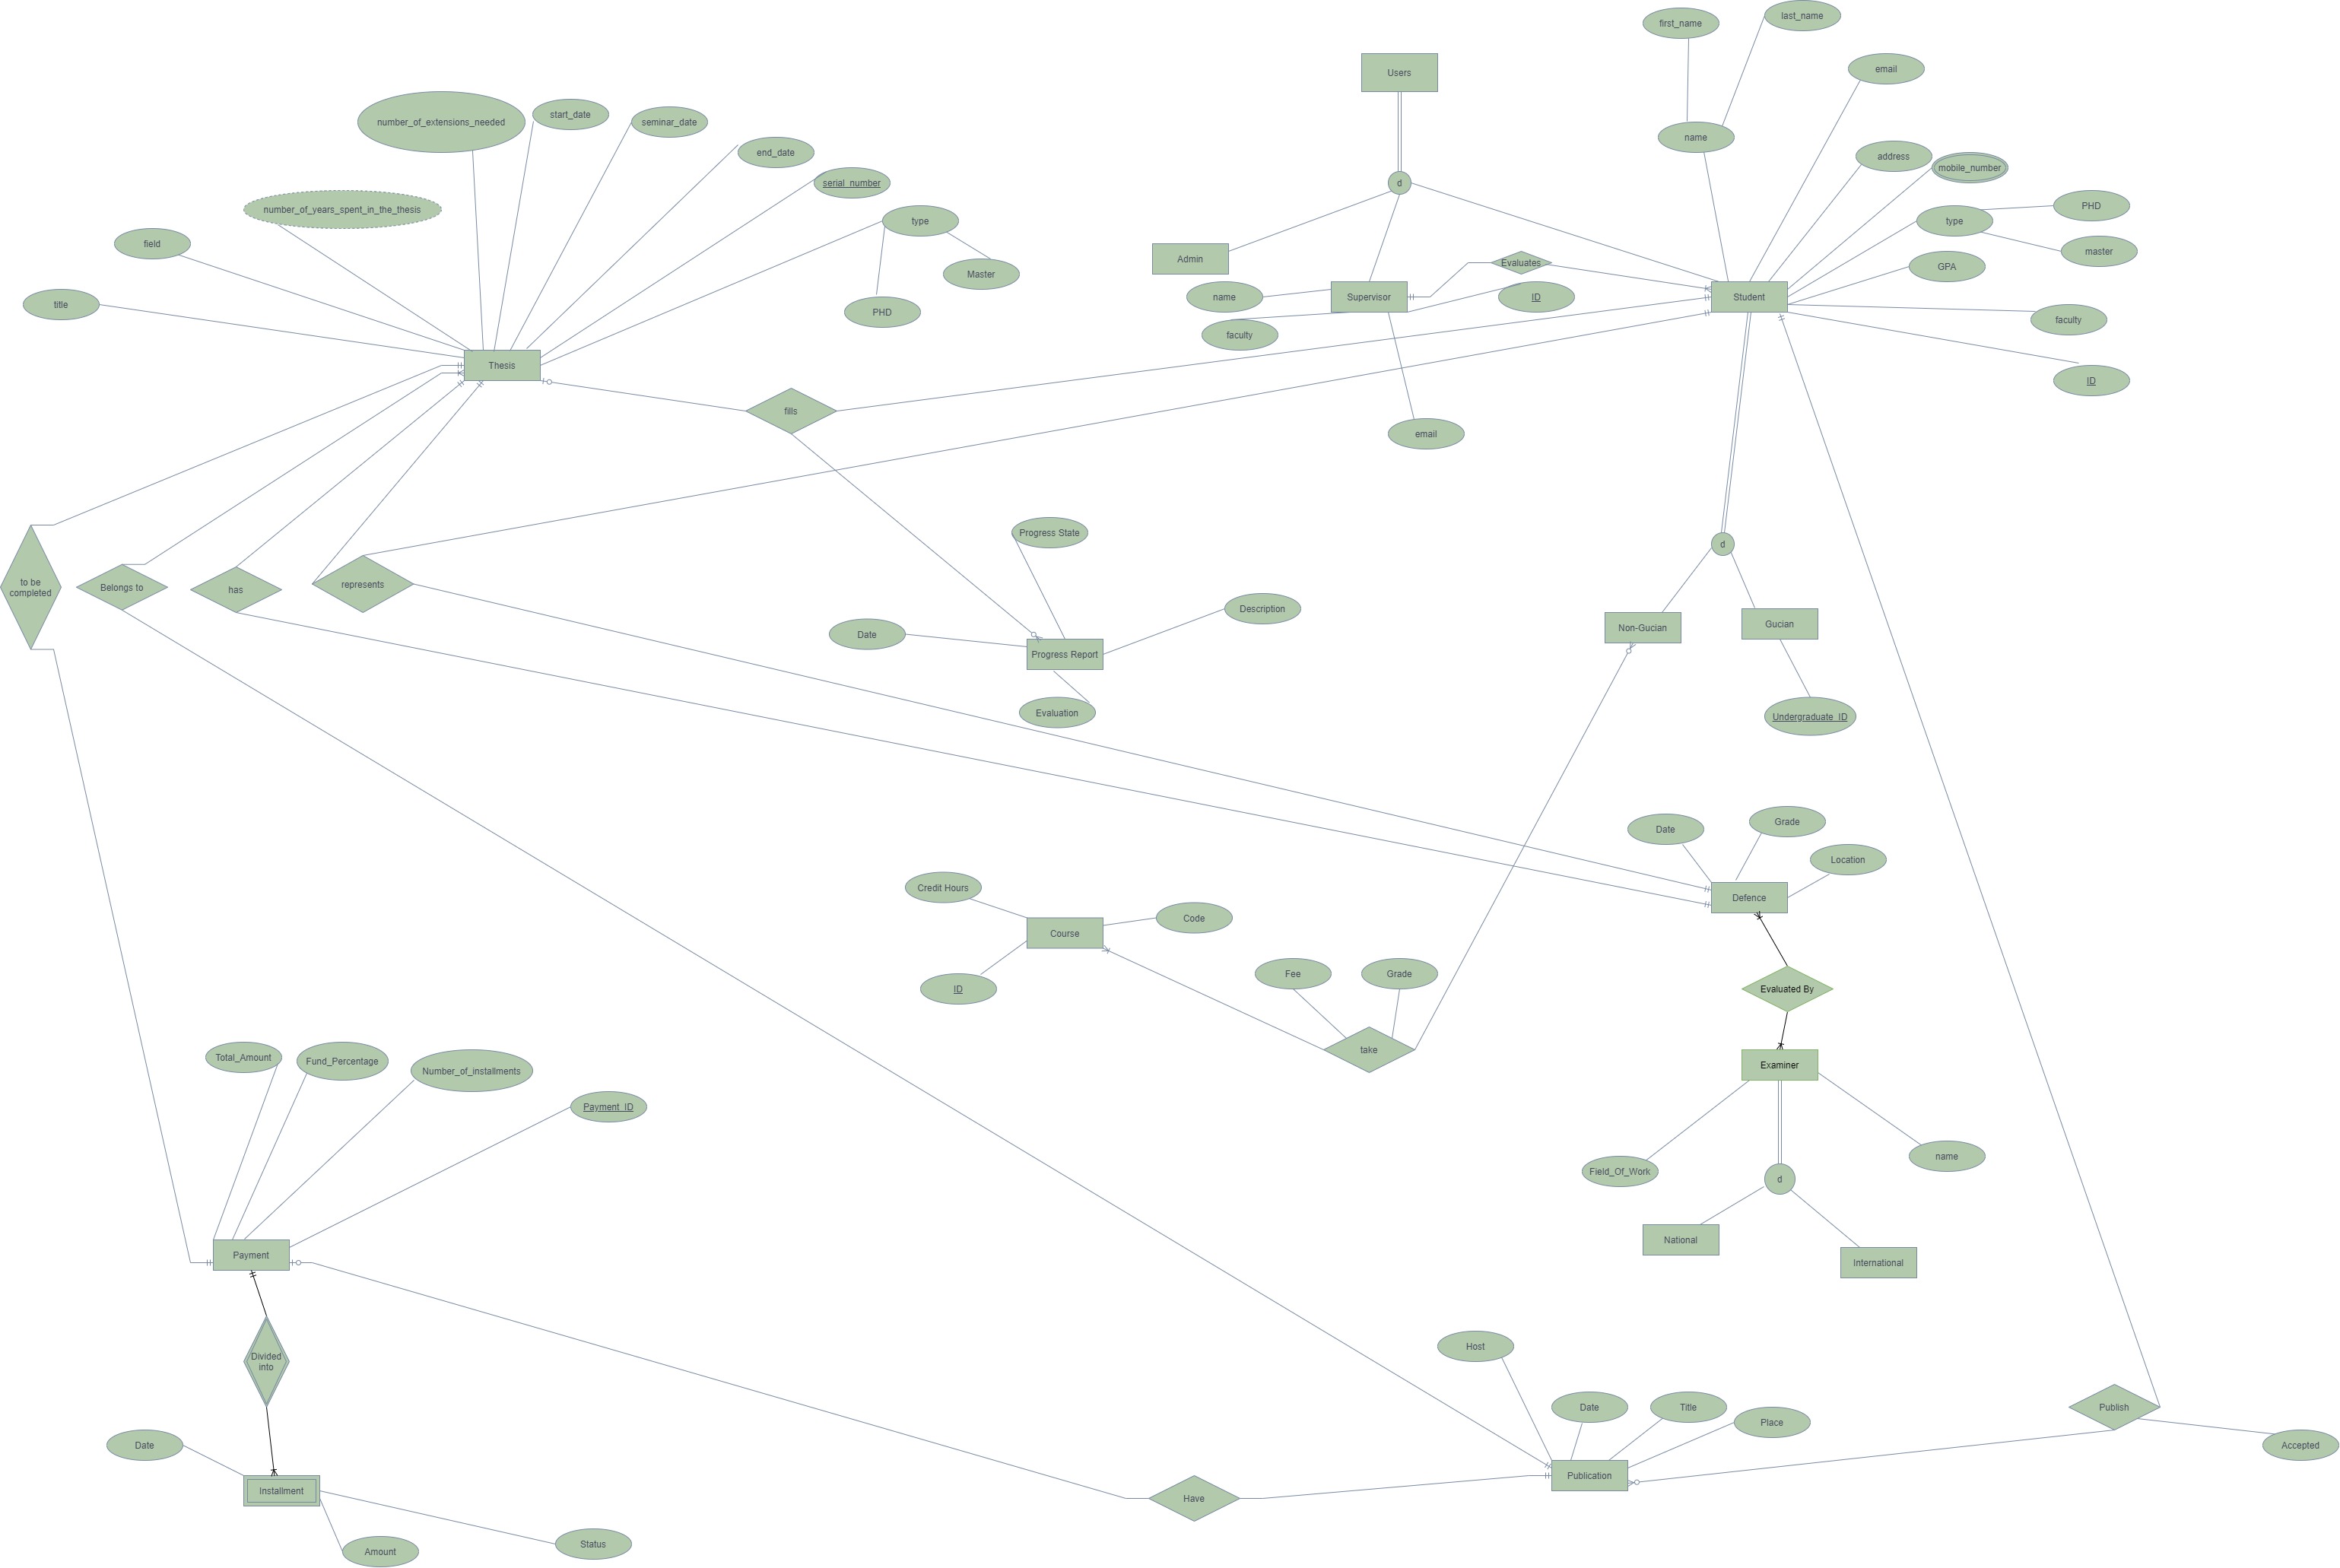 first_name
last_name
Users
email
number_of_extensions_needed
start_date
seminar_date
name
end_date
address
mobile_number
serial_number
d
number_of_years_spent_in_the_thesis
type
PHD
type
field
master
Admin
Evaluates
GPA
Master
title
name
Supervisor
ID
Student
PHD
faculty
faculty
Thesis
ID
fills
email
Progress State
d
to be
completed
Belongs to
has
represents
Description
Date
Non-Gucian
Gucian
Progress Report
Evaluation
Undergraduate_ID
Date
Grade
Location
Credit Hours
Defence
Code
Course
Fee
Grade
ID
Evaluated By
take
Total_Amount
Fund_Percentage
Number_of_installments
Examiner
Payment_ID
Field_Of_Work
name
d
National
Payment
International
Divided
into
Host
Date
Title
Place
Publish
Date
Accepted
Publication
Installment
Have
Amount
Status